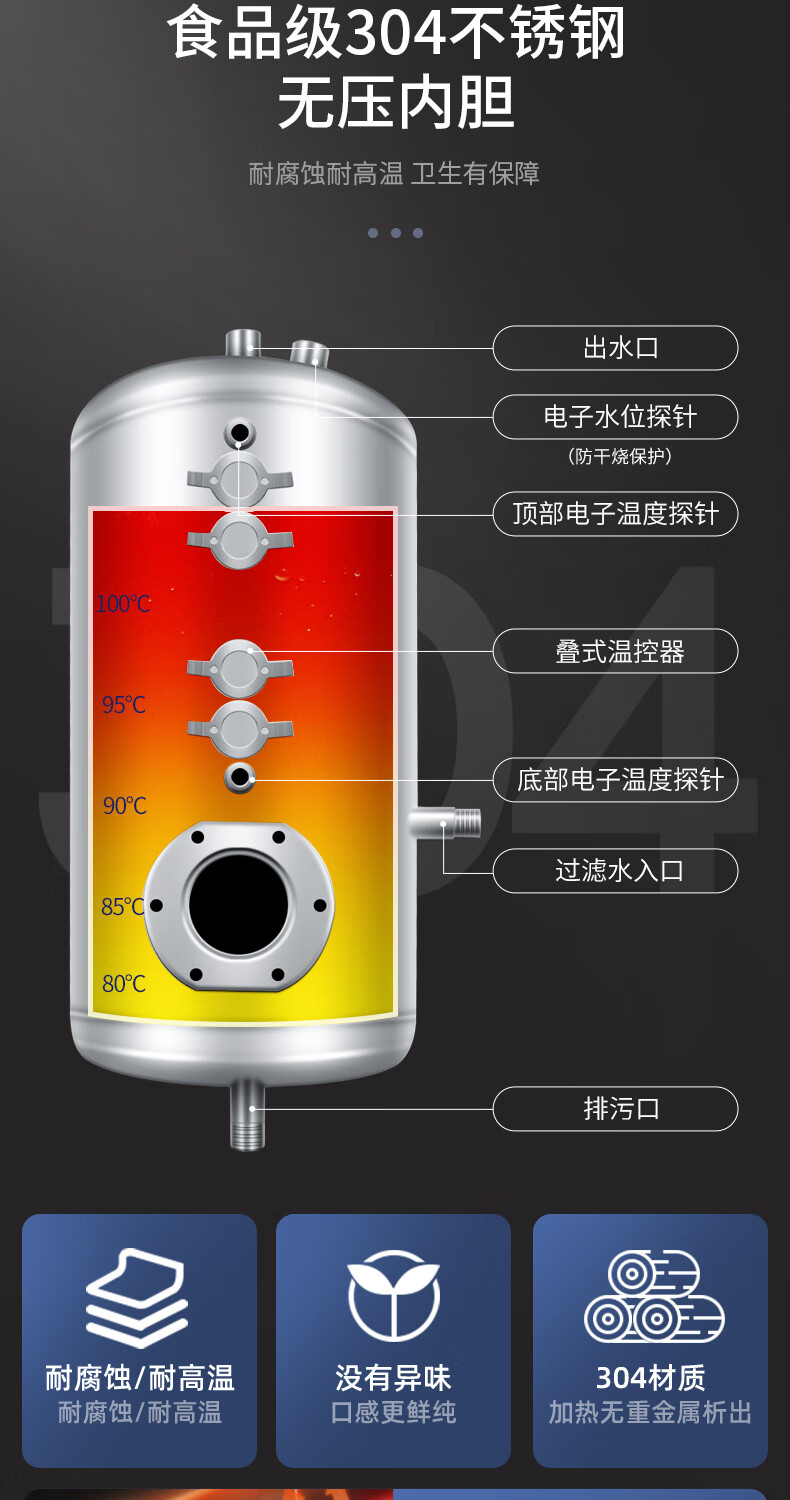 食品级304不锈钢
无压内胆
耐腐蚀耐高温 卫生有保障
出水口
电子水位探针
（防干烧保护）
顶部电子温度探针
100℃
叠式温控器
95℃
底部电子温度探针
90℃
过滤水入口
85℃
80℃
304
排污口
耐腐蚀/耐高温
耐腐蚀/耐高温
没有异味
口感更鲜纯
304材质
加热无重金属析出